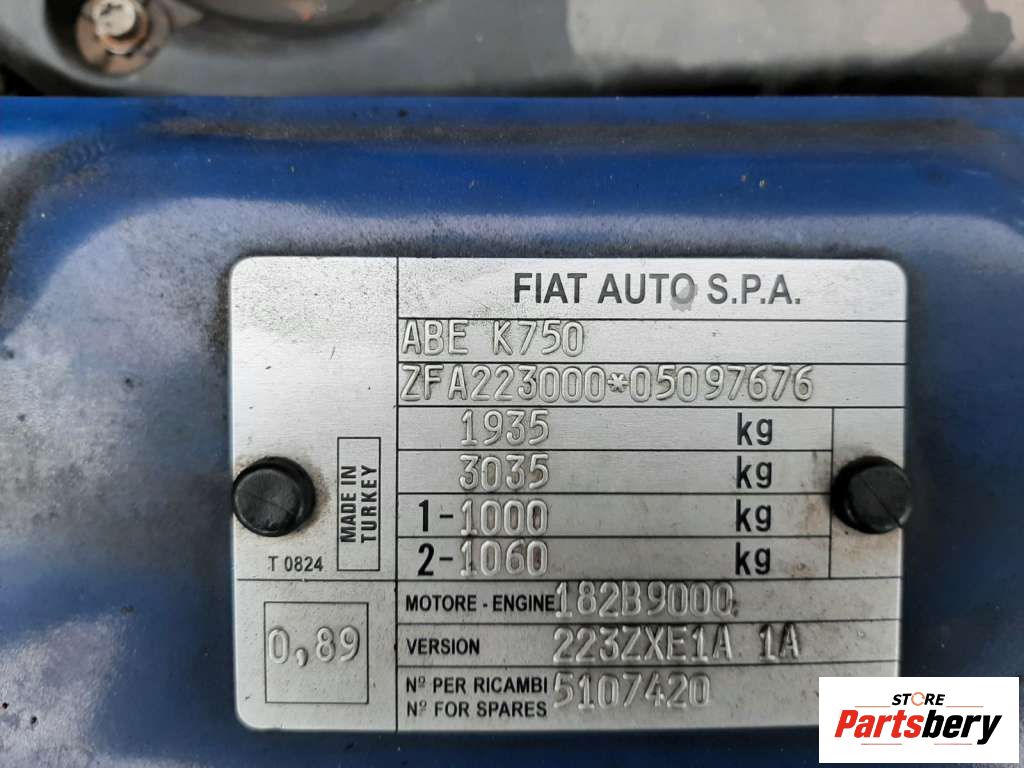 FIAT AUTO S.P.A.
ABE K750
ZFA223000*05097676
1935 kg
3035 kg
1-1000 kg
2-1060 kg
MADE IN
TURKEY
T 0824
MOTORE - ENGINE 182B9000
0,89
VERSION 223ZXE1A 1A
Nº PER RICAMBI
Nº FOR SPARES 5107420
STORE
Partsbery